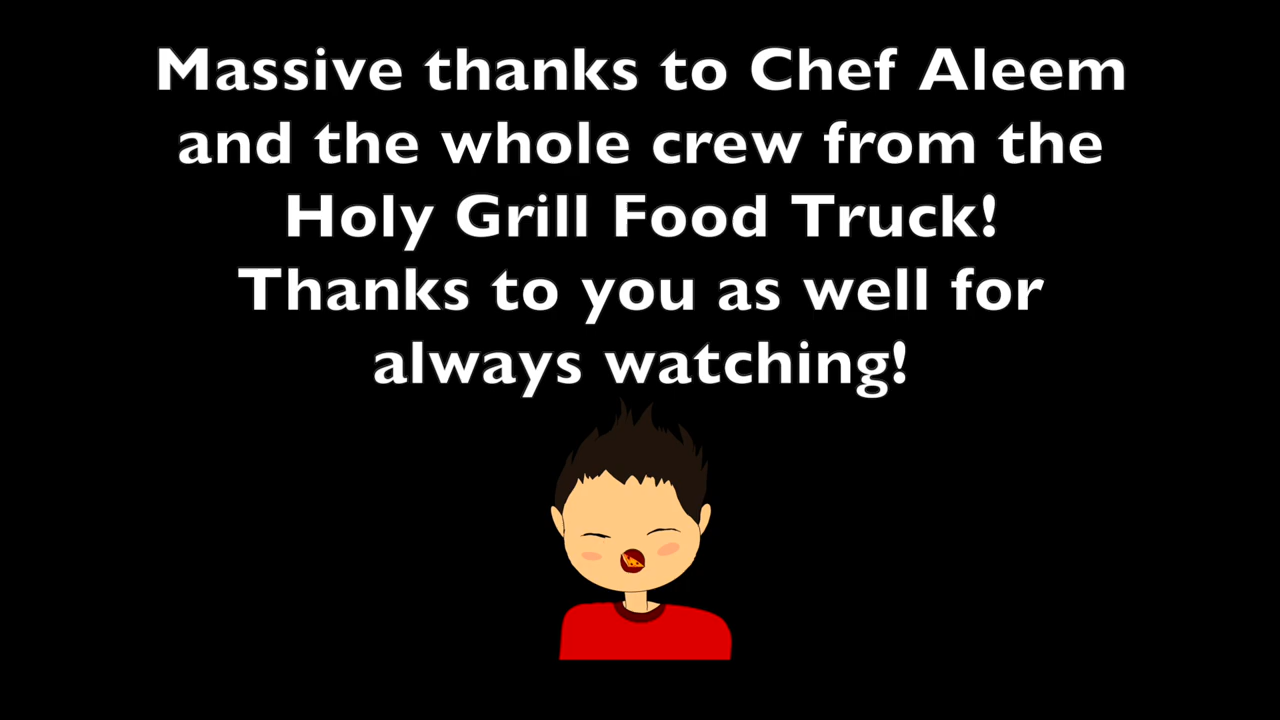 Massive thanks to Chef Aleem
and the whole crew from the
Holy Grill Food Truck!
Thanks to you as well for
always watching!